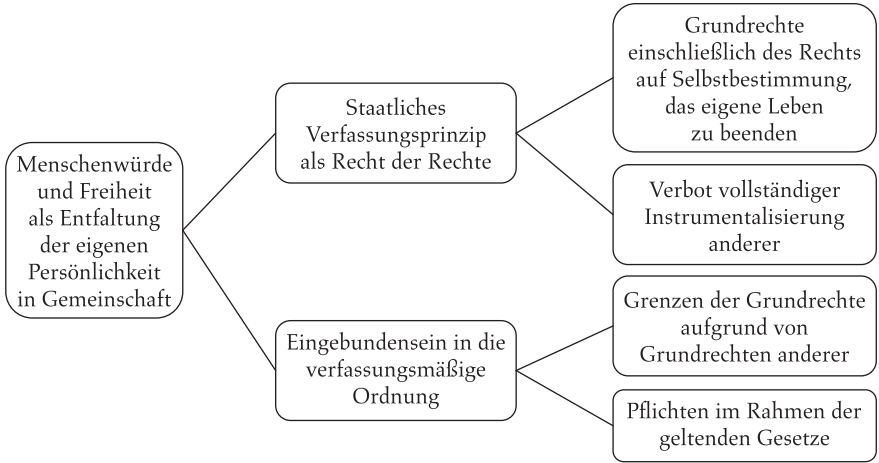 Menschenwürde
und Freiheit
als Entfaltung
der eigenen
Persönlichkeit
in Gemeinschaft
Staatliches
Verfassungsprinzip
als Recht der Rechte
Eingebundensein in die
verfassungsmäßige
Ordnung
Grundrechte
einschließlich des Rechts
auf Selbstbestimmung,
das eigene Leben
zu beenden
Verbot vollständiger
Instrumentalisierung
anderer
Grenzen der Grundrechte
aufgrund von
Grundrechten anderer
Pflichten im Rahmen der
geltenden Gesetze